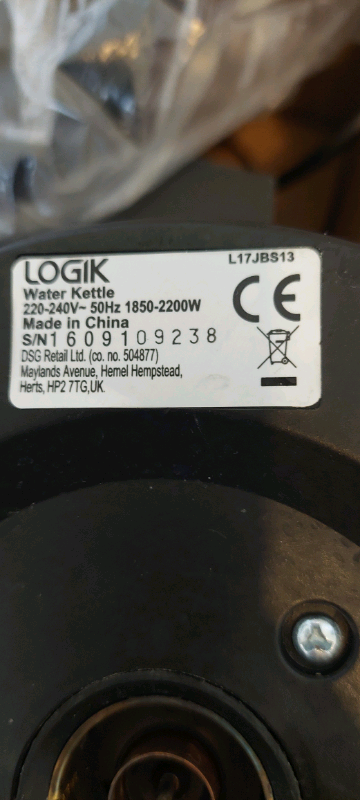 LOGIK
L17JBS13
Water Kettle
220-240V~ 50Hz 1850-2200W
Made in China
S/N 1609109238
DSG Retail Ltd. (co. no. 504877)
Maylands Avenue, Hemel Hempstead,
Herts, HP2 7TG,UK.
CE